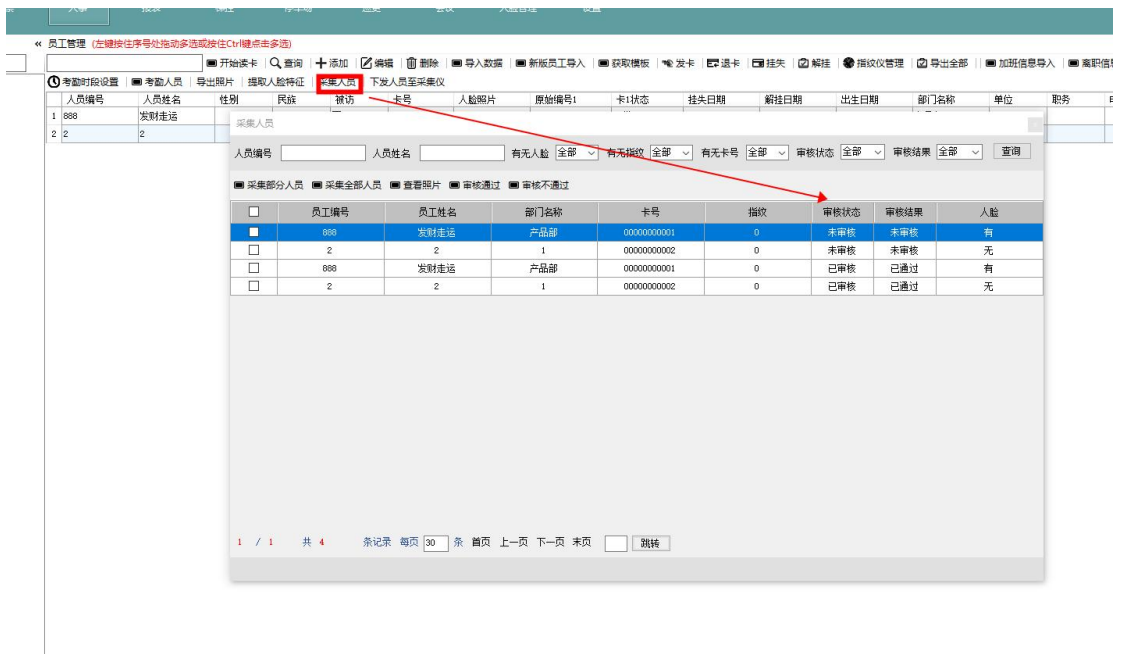 人事 报表
会议 人脸管理
« 员工管理 (左键按住序号处拖动多选或按住Ctrl键点击多选)
开始读卡 查询 添加 编辑 删除 导入数据 新版员工导入 获取模板 发卡 退卡 挂失 解挂 指纹仪管理 导出全部 加班信息导入 离职信息
考勤时段设置 考勤人员 导出照片 提取人脸特征 采集人员 下发人员至采集仪
人员编号 人员姓名 性别 民族 被访 卡号 人脸照片 原始编号1 卡1状态 挂失日期 解挂日期 出生日期 部门名称 单位 职务
1 888 发财走运
2 2 2
采集人员
人员编号 人员姓名 有无人脸 全部 有无指纹 全部 有无卡号 全部 审核状态 全部 审核结果 全部 查询
采集部分人员 采集全部人员 查看照片 审核通过 审核不通过
员工编号 员工姓名 部门名称 卡号 指纹 审核状态 审核结果 人脸
888 发财走运 产品部 00000000001 0 未审核 未审核 有
2 2 1 00000000002 0 未审核 未审核 无
888 发财走运 产品部 00000000001 0 已审核 已通过 有
2 2 1 00000000002 0 已审核 已通过 无
1 / 1 共 4 条记录 每页 30 条 首页 上一页 下一页 末页 跳转